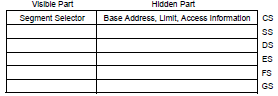 Visible Part Hidden Part
Segment Selector Base Address, Limit, Access Information CS
SS
DS
ES
FS
GS